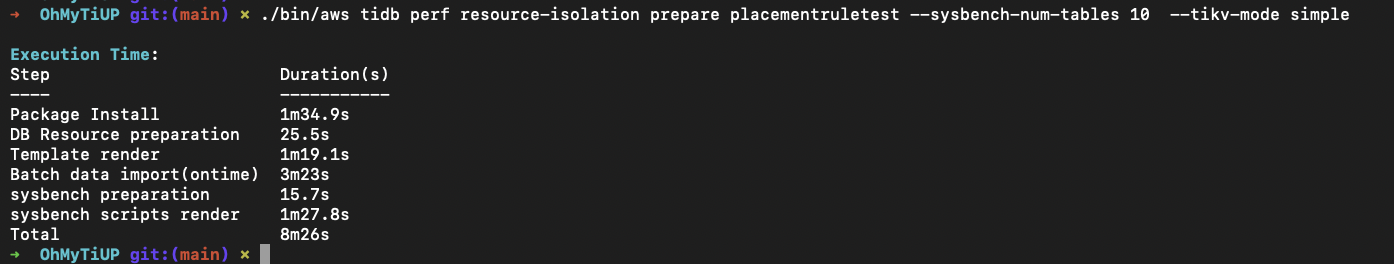 → OhMyTiUP git:(main) × ./bin/aws tidb perf resource-isolation prepare placementruletest --sysbench-num-tables 10  --tikv-mode simple
Execution Time:
Step Duration(s)
---- -----------
Package Install 1m34.9s
DB Resource preparation 25.5s
Template render 1m19.1s
Batch data import(ontime) 3m23s
sysbench preparation 15.7s
sysbench scripts render 1m27.8s
Total 8m26s
→ OhMyTiUP git:(main) ×